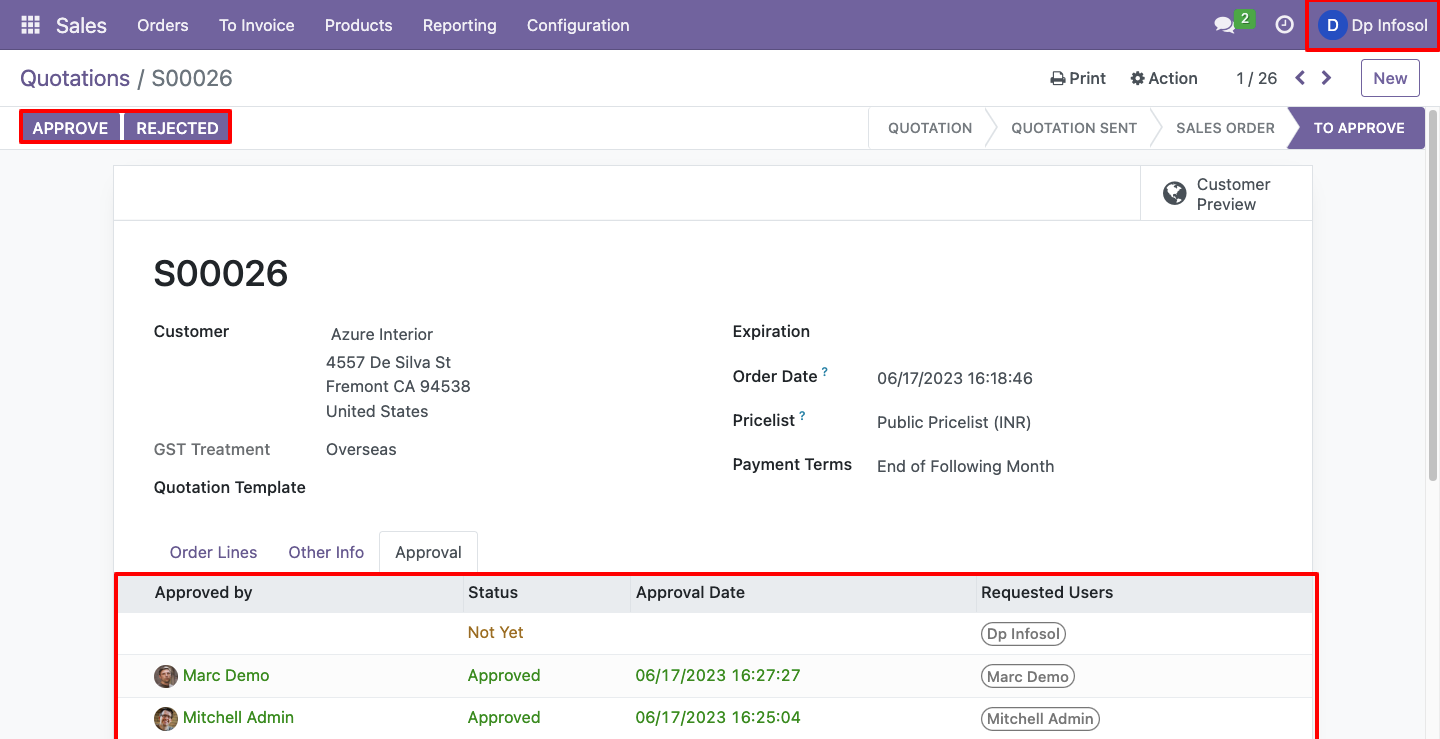 Sales Orders To Invoice Products Reporting Configuration 2 D Dp Infosol
Quotations / S00026 Print Action 1 / 26 New
APPROVE REJECTED QUOTATION QUOTATION SENT SALES ORDER TO APPROVE
Customer
Preview
S00026
Customer Azure Interior
4557 De Silva St
Fremont CA 94538
United States
GST Treatment Overseas
Quotation Template
Expiration
Order Date ? 06/17/2023 16:18:46
Pricelist ? Public Pricelist (INR)
Payment Terms End of Following Month
Order Lines Other Info Approval
Approved by Status Approval Date Requested Users
Not Yet Dp Infosol
Marc Demo Approved 06/17/2023 16:27:27 Marc Demo
Mitchell Admin Approved 06/17/2023 16:25:04 Mitchell Admin